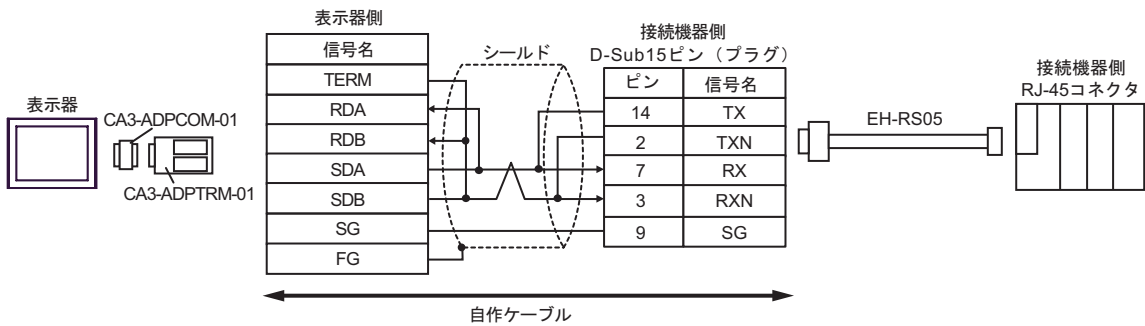 表示器
CA3-ADPCOM-01
CA3-ADPTRM-01
表示器側
信号名
TERM
RDA
RDB
SDA
SDB
SG
FG
シールド
接続機器側
D-Sub15ピン（プラグ）
ピン 信号名
14 TX
2 TXN
7 RX
3 RXN
9 SG
自作ケーブル
EH-RS05
接続機器側
RJ-45コネクタ